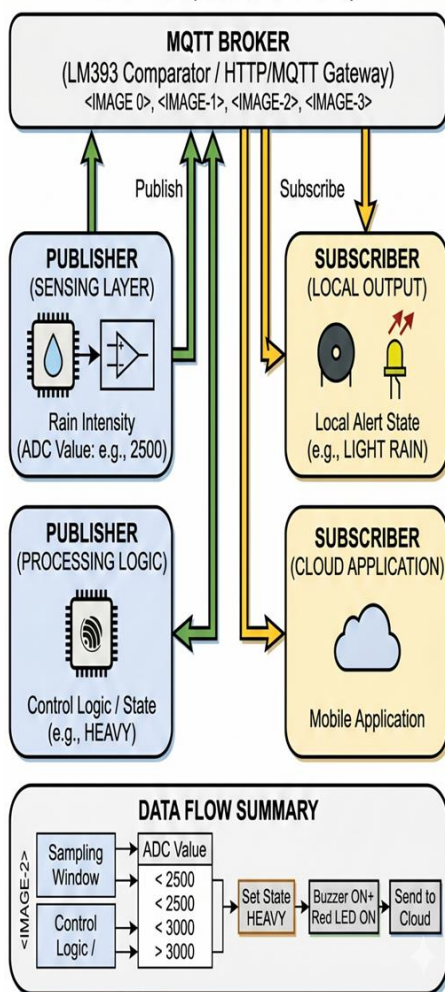 MQTT BROKER
(LM393 Comparator / HTTP/MQTT Gateway)
<IMAGE 0>, <IMAGE-1>, <IMAGE-2>, <IMAGE-3>
Publish
Subscribe
PUBLISHER
(SENSING LAYER)
Rain Intensity
(ADC Value: e.g., 2500)
SUBSCRIBER
(LOCAL OUTPUT)
Local Alert State
(e.g., LIGHT RAIN)
PUBLISHER
(PROCESSING LOGIC)
Control Logic / State
(e.g., HEAVY)
SUBSCRIBER
(CLOUD APPLICATION)
Mobile Application
DATA FLOW SUMMARY
<IMAGE-2>
Sampling
Window
Control
Logic /
ADC Value
< 2500
< 2500
< 3000
> 3000
Set State
HEAVY
Buzzer ON+
Red LED ON
Send to
Cloud